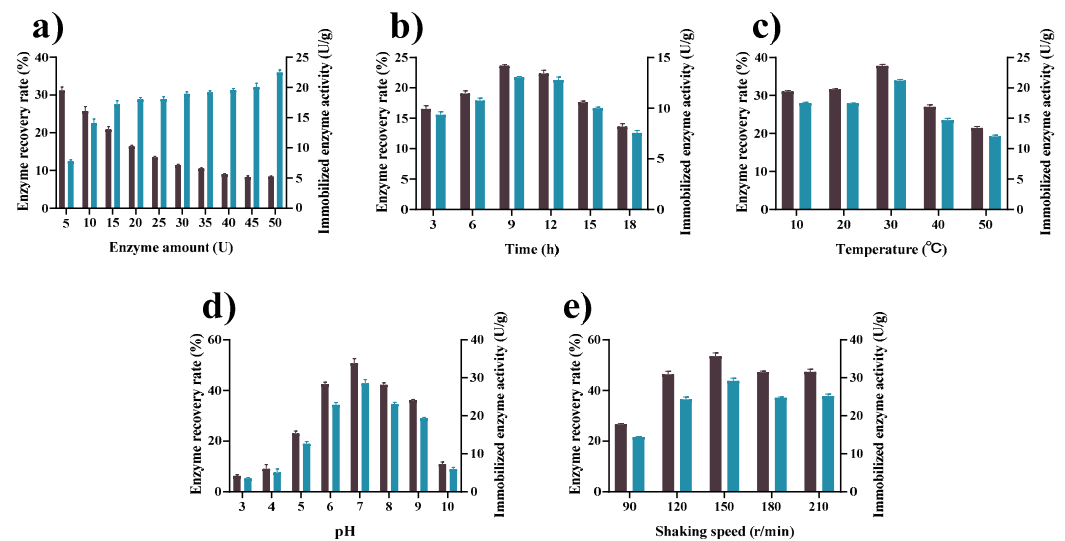 a)
Enzyme recovery rate (%)
40
30
20
10
0
Immobilized enzyme activity (U/g)
25
20
15
10
5
0
5 10 15 20 25 30 35 40 45 50
Enzyme amount (U)
b)
Enzyme recovery rate (%)
25
20
15
10
5
0
Immobilized enzyme activity (U/g)
15
10
5
0
3 6 9 12 15 18
Time (h)
c)
Enzyme recovery rate (%)
40
30
20
10
0
Immobilized enzyme activity (U/g)
25
20
15
10
5
0
10 20 30 40 50
Temperature (℃)
d)
Enzyme recovery rate (%)
60
40
20
0
Immobilized enzyme activity (U/g)
40
30
20
10
0
3 4 5 6 7 8 9 10
pH
e)
Enzyme recovery rate (%)
60
40
20
0
Immobilized enzyme activity (U/g)
40
30
20
10
0
90 120 150 180 210
Shaking speed (r/min)